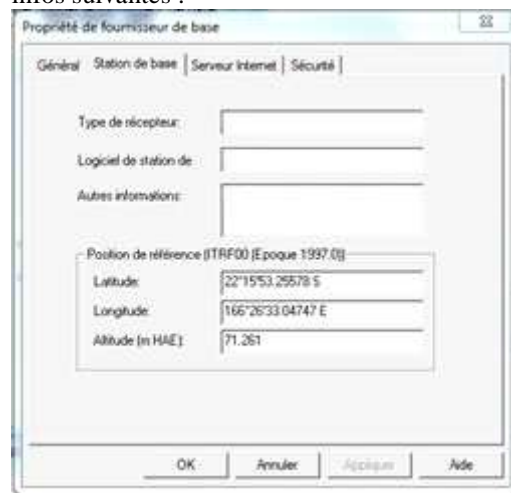 infos suivantes :
Propriété de fournisseur de base
Général Station de base Serveur Internet Sécurité
Type de récepteur:
Logiciel de station de
Autres informations:
Position de référence (ITRF00 (Epoque 1997.0))
Latitude: 22°15'53.25578 S
Longitude: 166°26'33.04747 E
Altitude (m HAE): 71.261
OK Annuler Appliquer Aide